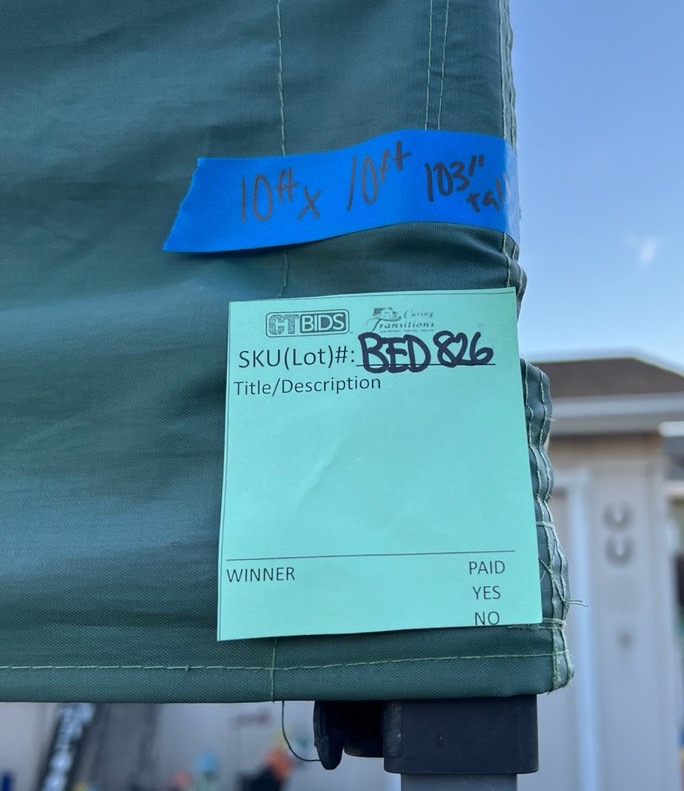 10ft x 10ft 103" tall
CTBIDS
Caring
Transitions
SKU(Lot)#: BED 826
Title/Description
WINNER
PAID
YES
NO